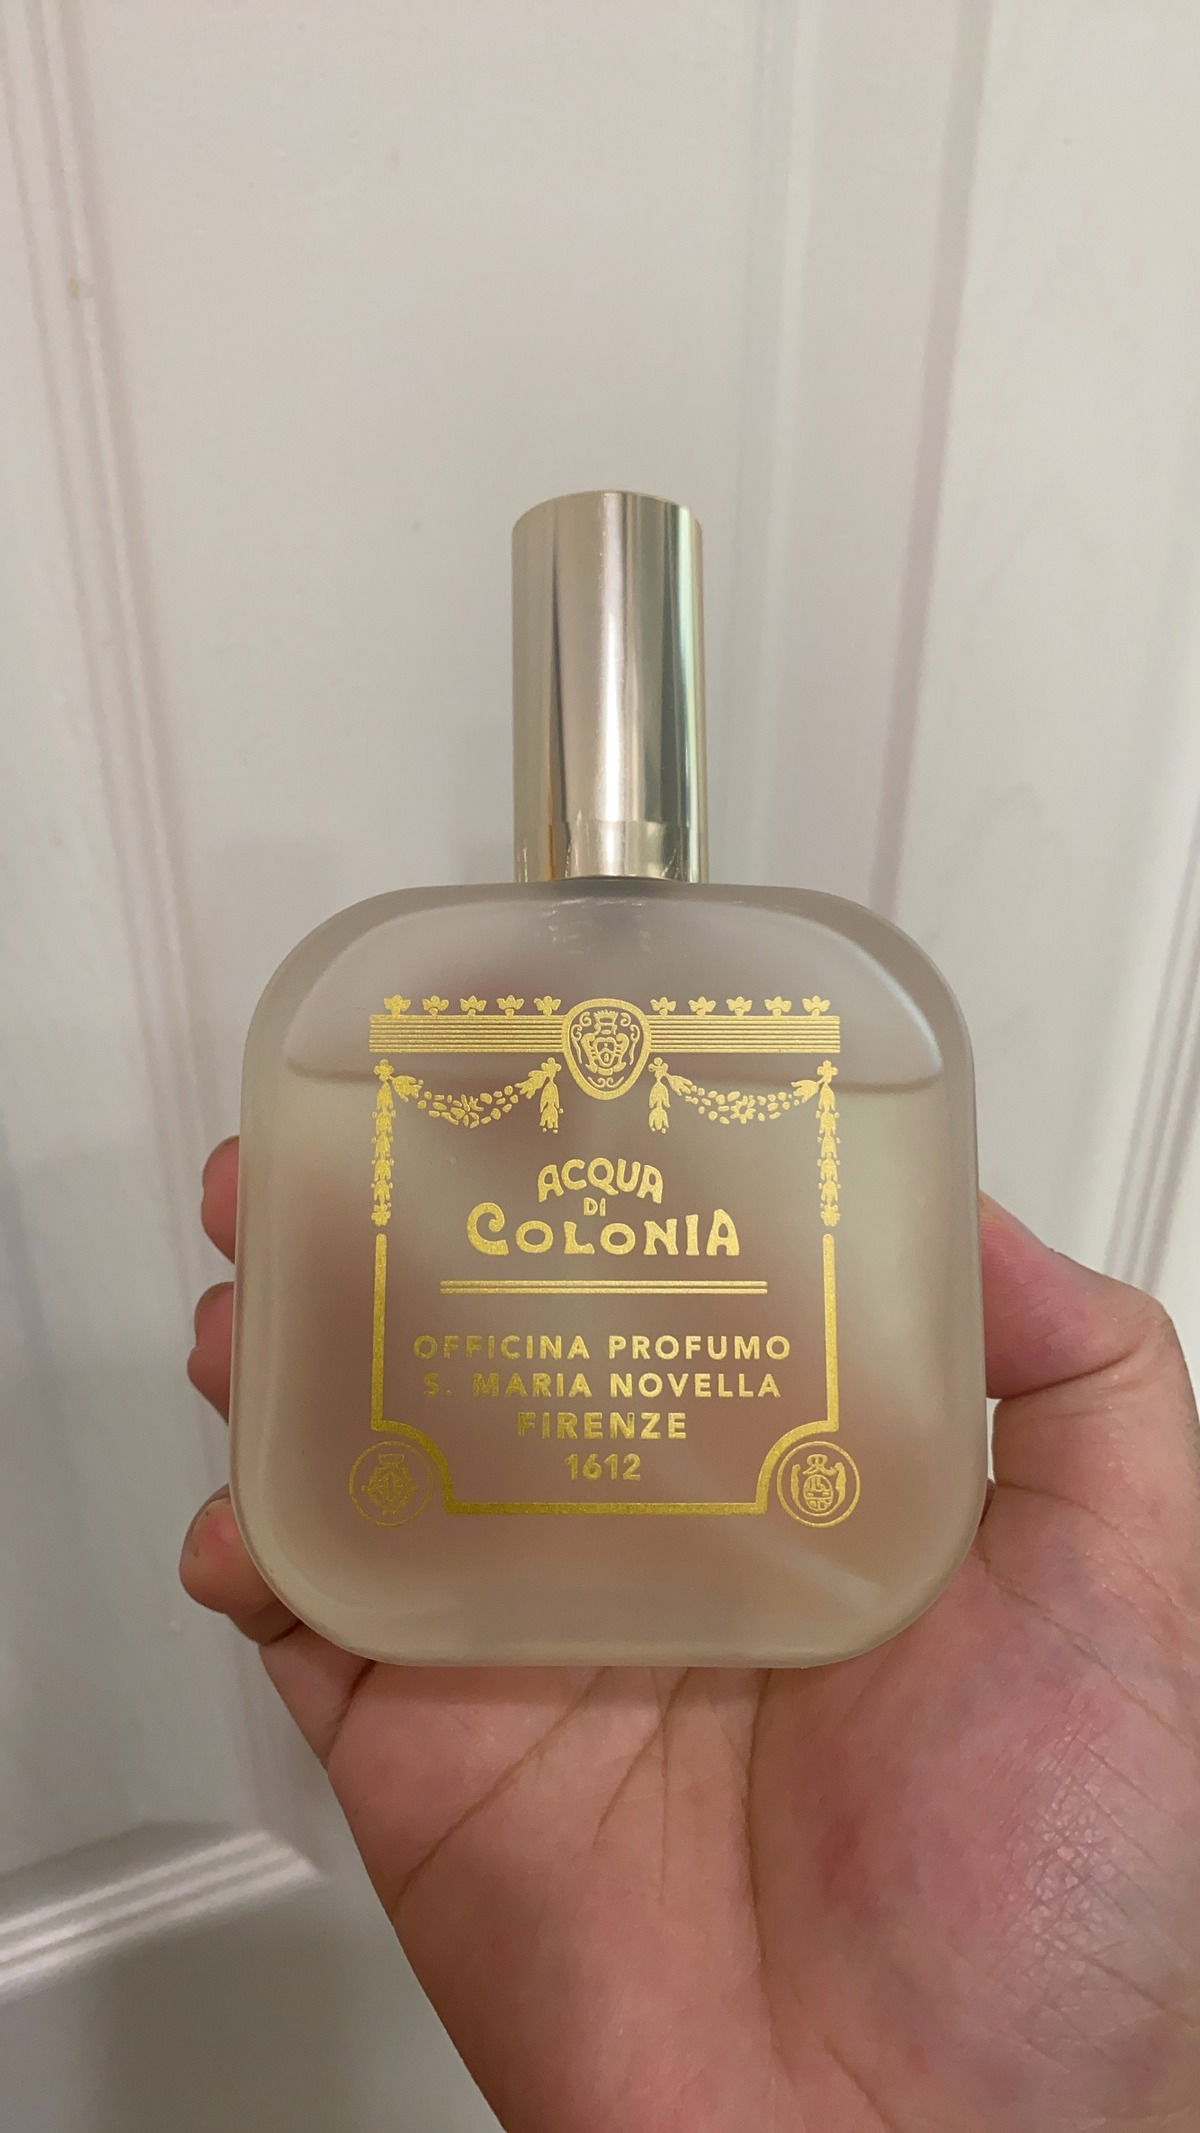 ACQUA
DI
COLONIA
OFFICINA PROFUMO
S. MARIA NOVELLA
FIRENZE
1612